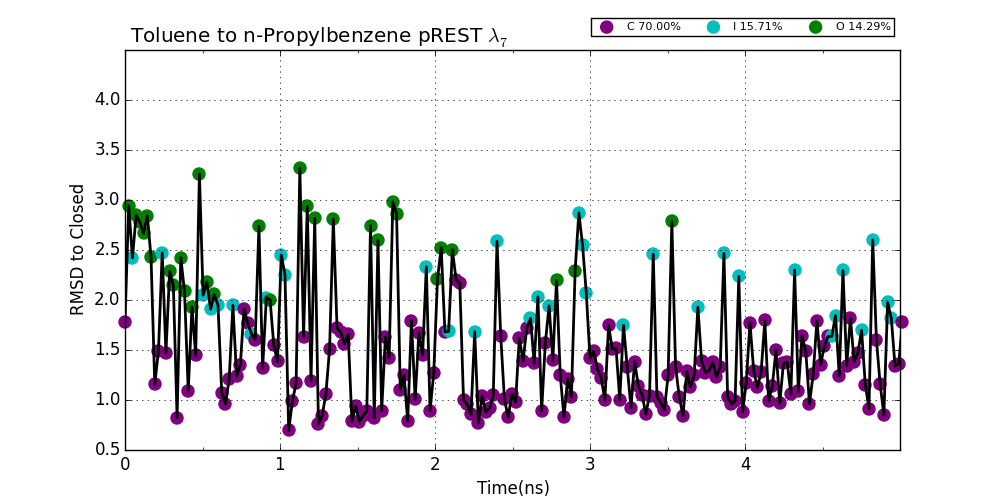 Toluene to n-Propylbenzene pREST λ7
C 70.00% I 15.71% O 14.29%
4.0
3.5
3.0
2.5
2.0
1.5
1.0
0.5
RMSD to Closed
0 1 2 3 4
Time(ns)